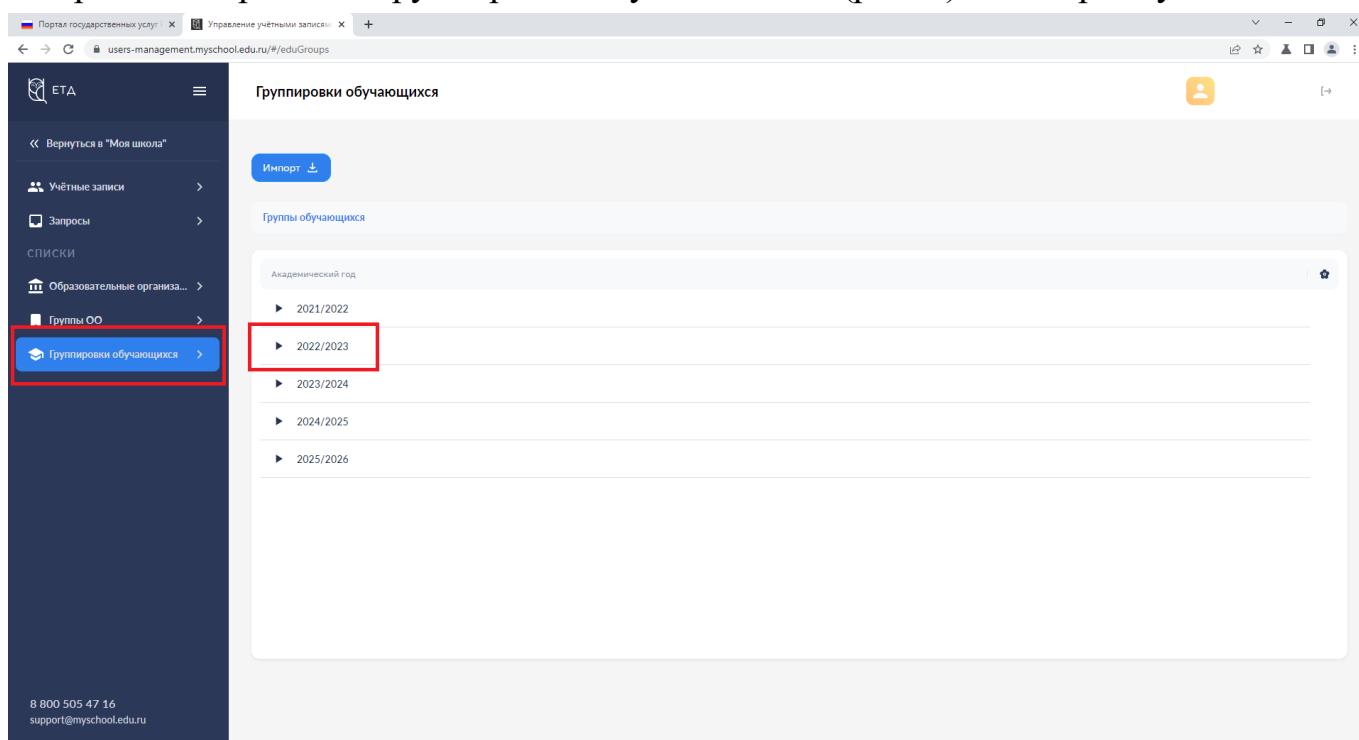 Портал государственных услуг
Управление учётными записями
users-management.myschool.edu.ru/#/eduGroups
ЕТД
Группировки обучающихся
Вернуться в "Моя школа"
Импорт
Учётные записи
Группы обучающихся
Запросы
СПИСКИ
Академический год
Образовательные организа...
2021/2022
Группы ОО
2022/2023
Группировки обучающихся
2023/2024
2024/2025
2025/2026
8 800 505 47 16
support@myschool.edu.ru